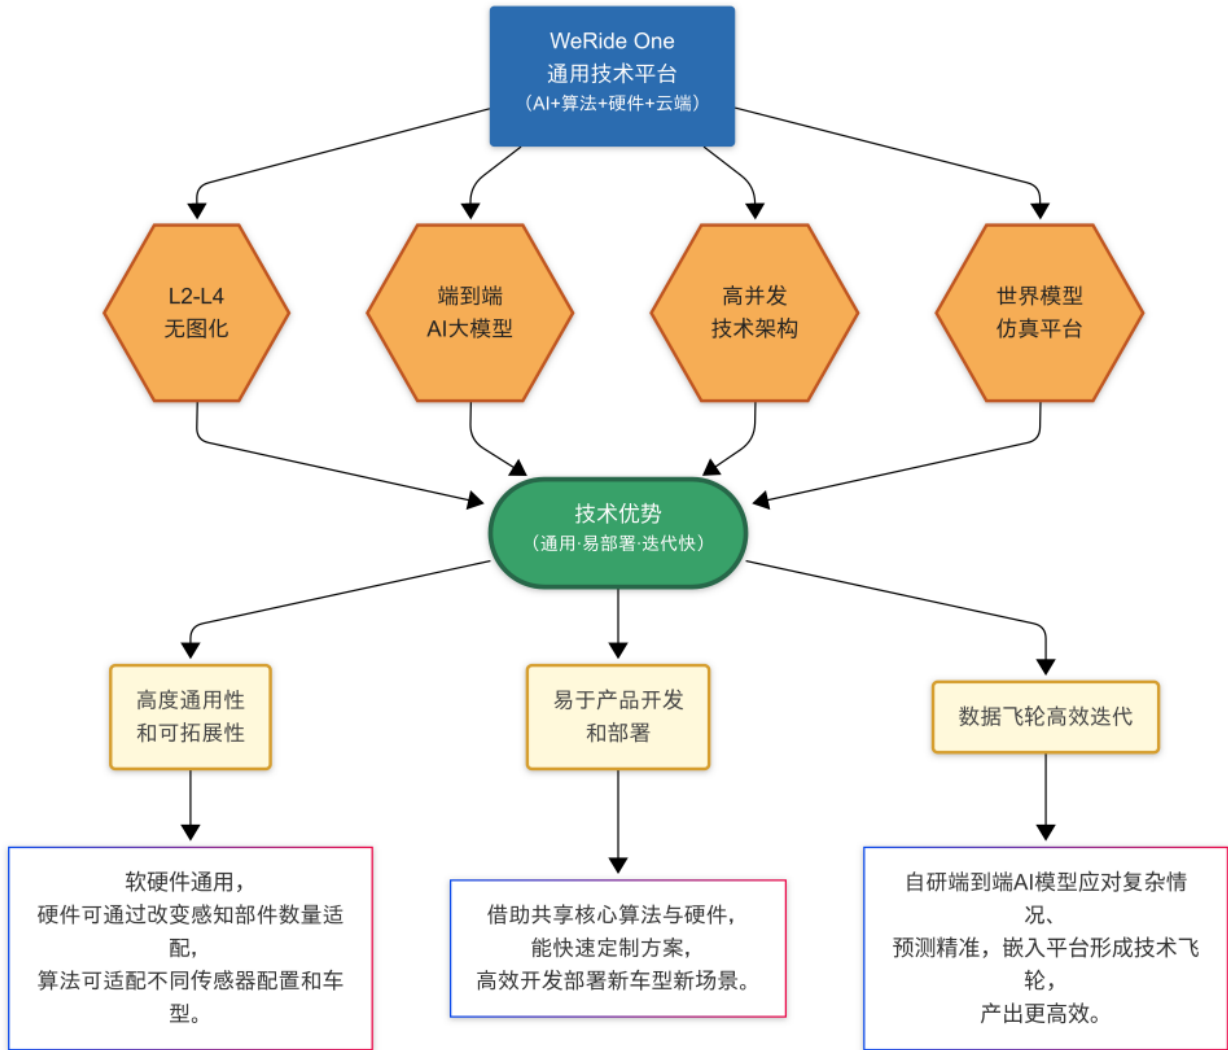 WeRide One
通用技术平台
（AI+算法+硬件+云端）
L2-L4
无图化
端到端
AI大模型
高并发
技术架构
世界模型
仿真平台
技术优势
（通用·易部署·迭代快）
高度通用性
和可拓展性
易于产品开发
和部署
数据飞轮高效迭代
软硬件通用，
硬件可通过改变感知部件数量适
配，
算法可适配不同传感器配置和车
型。
借助共享核心算法与硬件，
能快速定制方案，
高效开发部署新车型新场景。
自研端到端AI模型应对复杂情
况、
预测精准，嵌入平台形成技术飞
轮，
产出更高效。